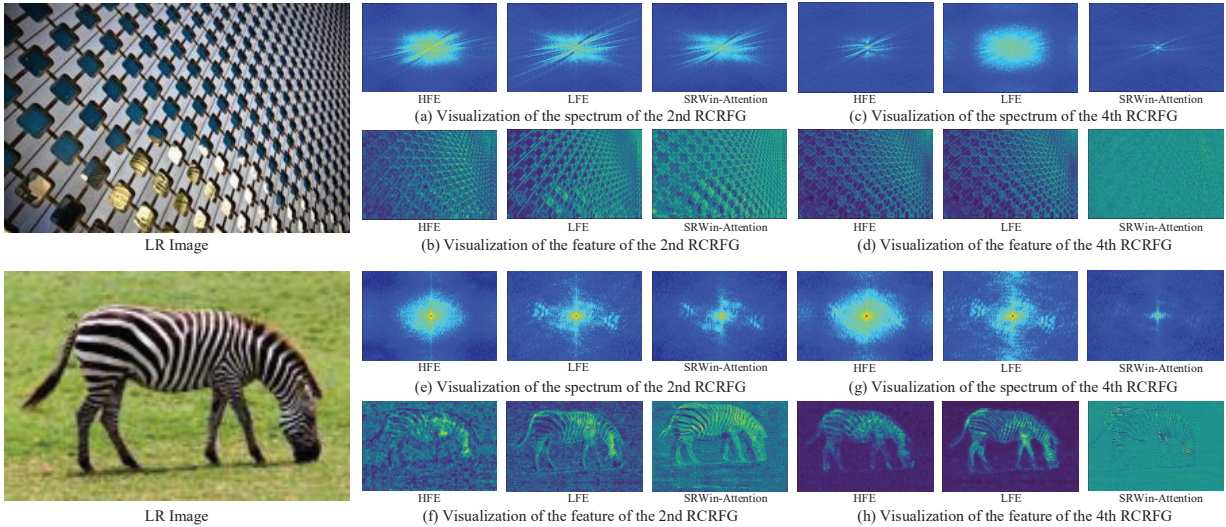 HFE
LFE
SRWin-Attention
HFE
LFE
SRWin-Attention
(a) Visualization of the spectrum of the 2nd RCRFG
(c) Visualization of the spectrum of the 4th RCRFG
HFE
LFE
SRWin-Attention
HFE
LFE
SRWin-Attention
LR Image
(b) Visualization of the feature of the 2nd RCRFG
(d) Visualization of the feature of the 4th RCRFG
HFE
LFE
SRWin-Attention
HFE
LFE
SRWin-Attention
(e) Visualization of the spectrum of the 2nd RCRFG
(g) Visualization of the spectrum of the 4th RCRFG
HFE
LFE
SRWin-Attention
HFE
LFE
SRWin-Attention
LR Image
(f) Visualization of the feature of the 2nd RCRFG
(h) Visualization of the feature of the 4th RCRFG